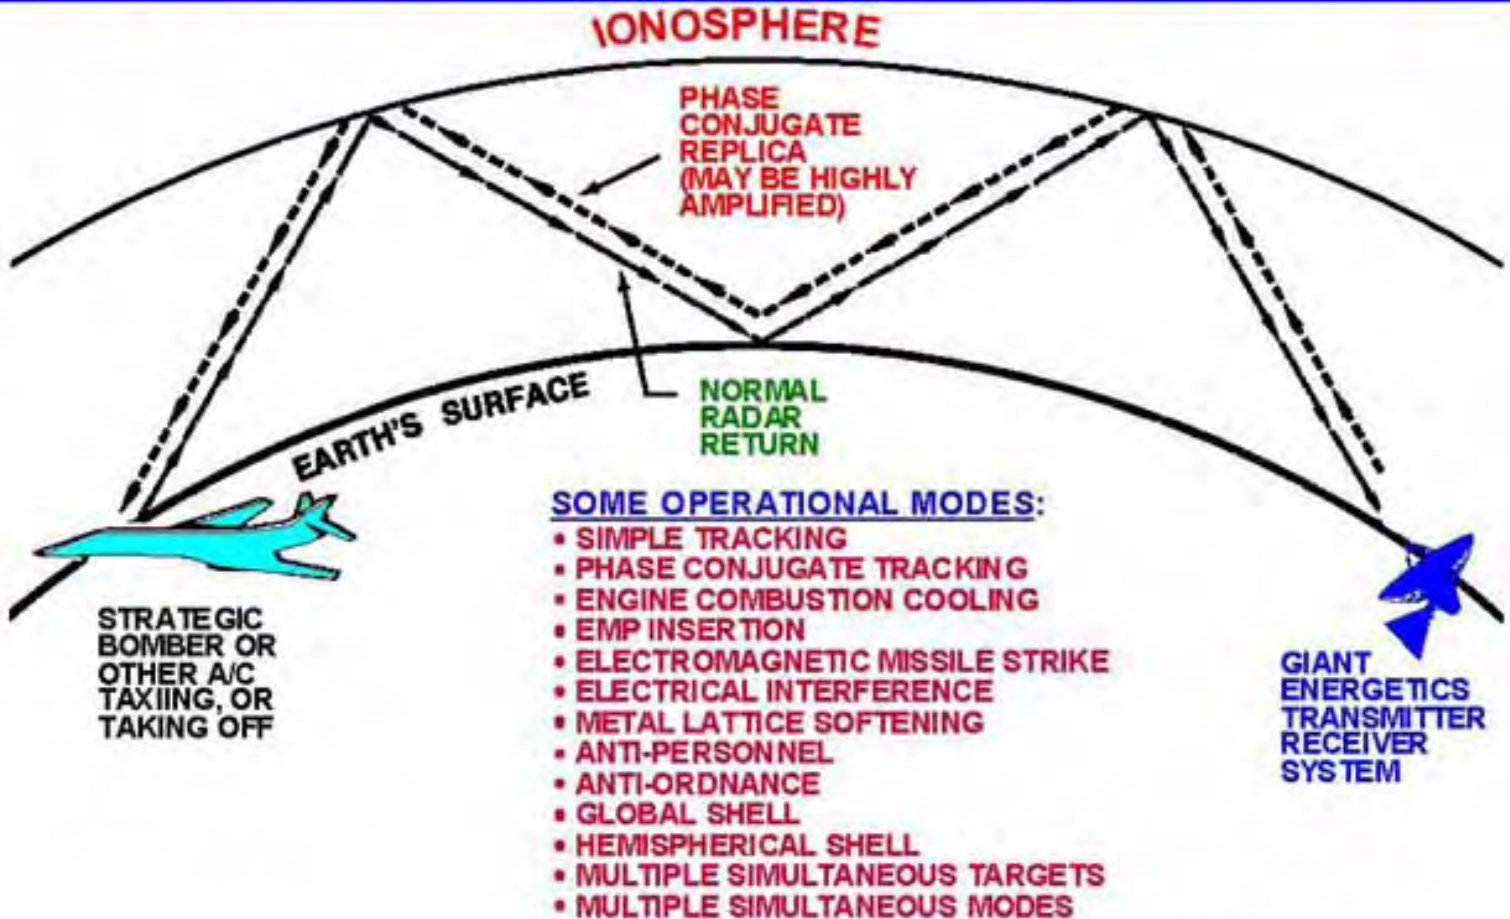 IONOSPHERE
PHASE
CONJUGATE
REPLICA
(MAY BE HIGHLY
AMPLIFIED)
EARTH'S SURFACE
NORMAL
RADAR
RETURN
STRATEGIC
BOMBER OR
OTHER A/C
TAXIING, OR
TAKING OFF
SOME OPERATIONAL MODES:
• SIMPLE TRACKING
• PHASE CONJUGATE TRACKING
• ENGINE COMBUSTION COOLING
• EMP INSERTION
• ELECTROMAGNETIC MISSILE STRIKE
• ELECTRICAL INTERFERENCE
• METAL LATTICE SOFTENING
• ANTI-PERSONNEL
• ANTI-ORDNANCE
• GLOBAL SHELL
• HEMISPHERICAL SHELL
• MULTIPLE SIMULTANEOUS TARGETS
• MULTIPLE SIMULTANEOUS MODES
GIANT
ENERGETICS
TRANSMITTER
RECEIVER
SYSTEM